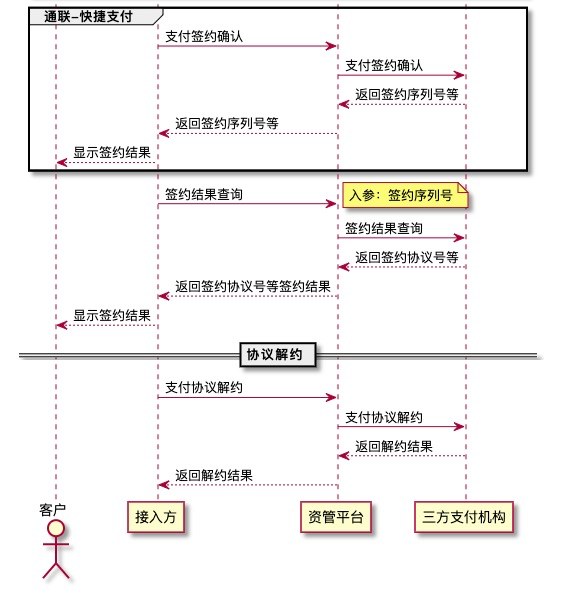 通联-快捷支付
支付签约确认
支付签约确认
返回签约序列号等
返回签约序列号等
显示签约结果
签约结果查询
入参：签约序列号
签约结果查询
返回签约协议号等
返回签约协议号等签约结果
显示签约结果
协议解约
支付协议解约
支付协议解约
返回解约结果
返回解约结果
客户
接入方
资管平台
三方支付机构